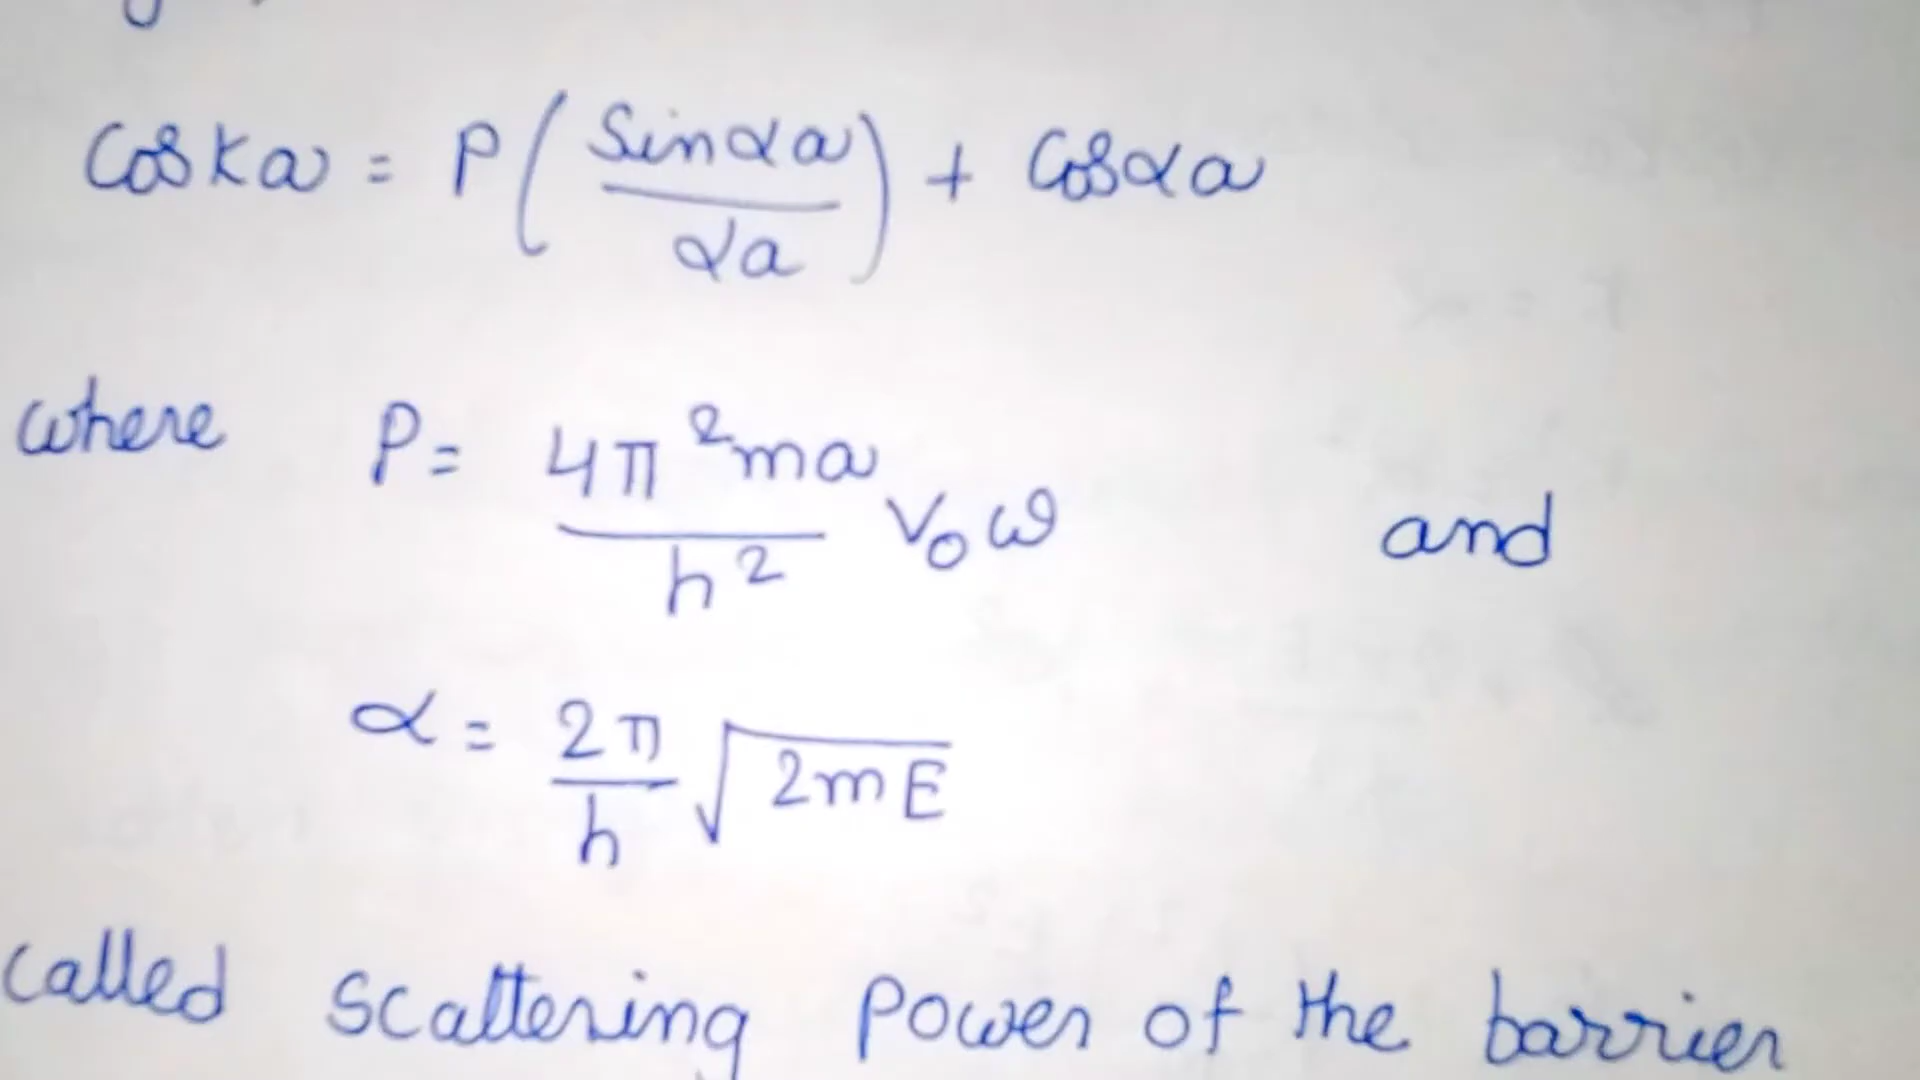 Cos ka = P ( Sin αa / αa ) + Cos αa
where P = 4π²ma / h² V₀ω and
α = 2π / h √2mE
called scattering power of the barrier